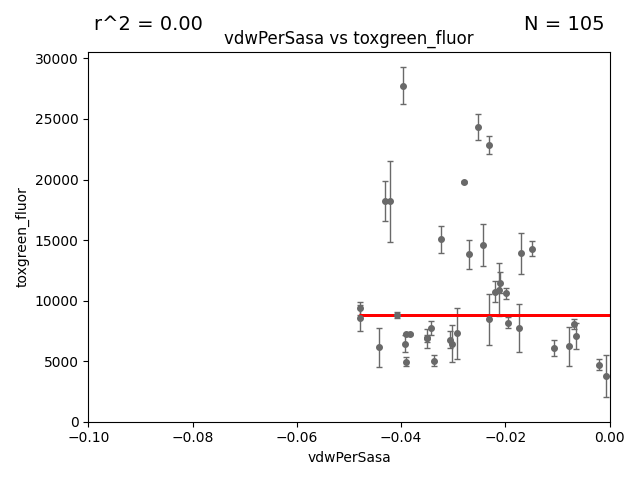 r^2 = 0.00
N = 105
vdwPerSasa vs toxgreen_fluor
30000
25000
20000
15000
10000
5000
0
toxgreen_fluor
−0.10
−0.08
−0.06
−0.04
−0.02
0.00
vdwPerSasa